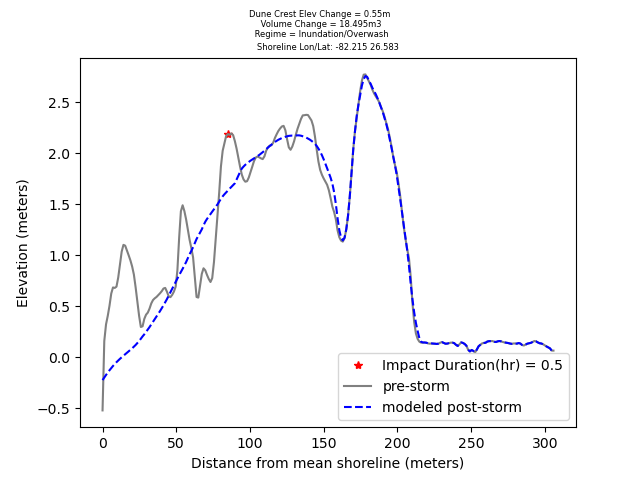 Dune Crest Elev Change = 0.55m
Volume Change = 18.495m3
Regime = Inundation/Overwash
Shoreline Lon/Lat: -82.215 26.583
2.5
2.0
1.5
1.0
0.5
0.0
−0.5
Elevation (meters)
Impact Duration(hr) = 0.5
pre-storm
modeled post-storm
0 50 100 150 200 250 300
Distance from mean shoreline (meters)